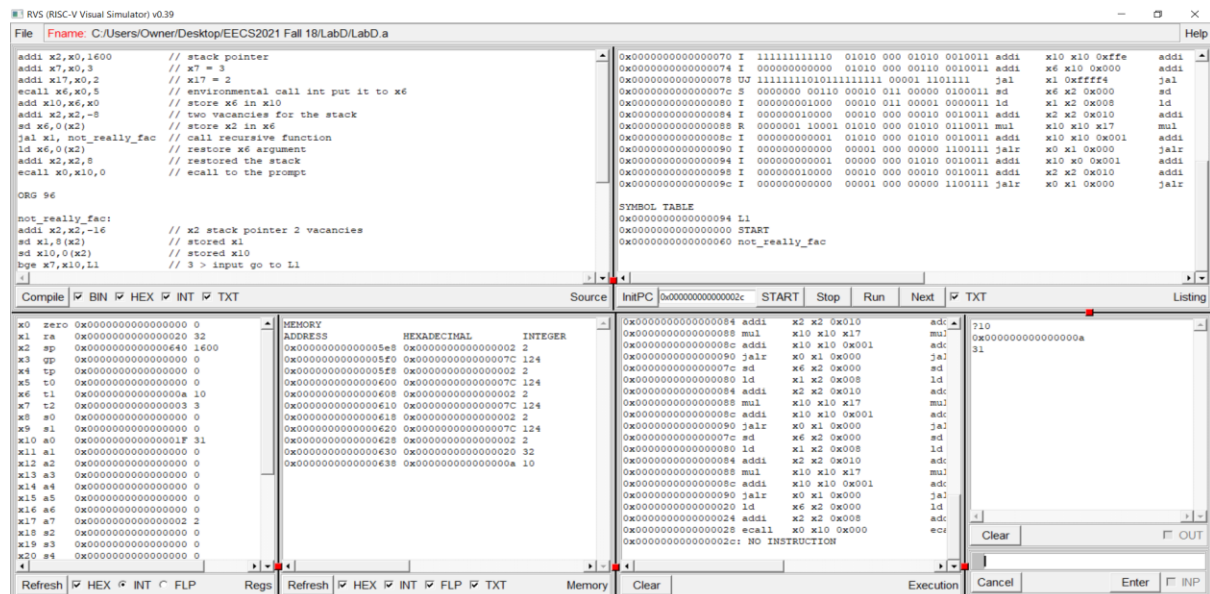 RVS (RISC-V Visual Simulator) v0.39
File Fname: C:/Users/Owner/Desktop/EECS2021 Fall 18/LabD/LabD.a Help
addi x2,x0,1600 // stack pointer
addi x7,x0,3 // x7 = 3
addi x17,x0,2 // x17 = 2
ecall x6,x0,5 // environmental call int put it to x6
add x10,x6,x0 // store x6 in x10
addi x2,x2,-8 // two vacancies for the stack
sd x6,0(x2) // store x2 in x6
jal x1, not_really_fac // call recursive function
ld x6,0(x2) // restore x6 argument
addi x2,x2,8 // restored the stack
ecall x0,x10,0 // ecall to the prompt
ORG 96
not_really_fac:
addi x2,x2,-16 // x2 stack pointer 2 vacancies
sd x1,8(x2) // stored x1
sd x10,0(x2) // stored x10
bge x7,x10,L1 // 3 > input go to L1
Compile BIN HEX INT TXT Source
0x0000000000000070 I 111111111110 01010 000 01010 0010011 addi x10 x10 0xffe addi
0x0000000000000074 I 000000000000 01010 000 00110 0010011 addi x6 x10 0x000 addi
0x0000000000000078 UJ 11111111010111111111 00001 1101111 jal x1 0xffff4 jal
0x000000000000007c S 0000000 00110 00010 011 00000 0100011 sd x6 x2 0x000 sd
0x0000000000000080 I 000000001000 00010 011 00001 0000011 ld x1 x2 0x008 ld
0x0000000000000084 I 000000010000 00010 000 00010 0010011 addi x2 x2 0x010 addi
0x0000000000000088 R 0000001 10001 01010 000 01010 0110011 mul x10 x10 x17 mul
0x000000000000008c I 000000000001 01010 000 01010 0010011 addi x10 x10 0x001 addi
0x0000000000000090 I 000000000000 00001 000 00000 1100111 jalr x0 x1 0x000 jalr
0x0000000000000094 I 000000000001 00000 000 01010 0010011 addi x10 x0 0x001 addi
0x0000000000000098 I 000000010000 00010 000 00010 0010011 addi x2 x2 0x010 addi
0x000000000000009c I 000000000000 00001 000 00000 1100111 jalr x0 x1 0x000 jalr
SYMBOL TABLE
0x0000000000000094 L1
0x0000000000000000 START
0x0000000000000060 not_really_fac
InitPC 0x000000000000002c START Stop Run Next TXT Listing
x0 zero 0x0000000000000000 0
x1 ra 0x0000000000000020 32
x2 sp 0x0000000000000640 1600
x3 gp 0x0000000000000000 0
x4 tp 0x0000000000000000 0
x5 t0 0x0000000000000000 0
x6 t1 0x000000000000000a 10
x7 t2 0x0000000000000003 3
x8 s0 0x0000000000000000 0
x9 s1 0x0000000000000000 0
x10 a0 0x000000000000001F 31
x11 a1 0x0000000000000000 0
x12 a2 0x0000000000000000 0
x13 a3 0x0000000000000000 0
x14 a4 0x0000000000000000 0
x15 a5 0x0000000000000000 0
x16 a6 0x0000000000000000 0
x17 a7 0x0000000000000002 2
x18 s2 0x0000000000000000 0
x19 s3 0x0000000000000000 0
x20 s4 0x0000000000000000 0
Refresh HEX INT FLP Regs
MEMORY
ADDRESS HEXADECIMAL INTEGER
0x00000000000005e8 0x0000000000000002 2
0x00000000000005f0 0x000000000000007C 124
0x00000000000005f8 0x0000000000000002 2
0x0000000000000600 0x000000000000007C 124
0x0000000000000608 0x0000000000000002 2
0x0000000000000610 0x000000000000007C 124
0x0000000000000618 0x0000000000000002 2
0x0000000000000620 0x000000000000007C 124
0x0000000000000628 0x0000000000000002 2
0x0000000000000630 0x0000000000000020 32
0x0000000000000638 0x000000000000000a 10
Refresh HEX INT FLP TXT Memory
0x0000000000000084 addi x2 x2 0x010 adc
0x0000000000000088 mul x10 x10 x17 mu
0x000000000000008c addi x10 x10 0x001 adc
0x0000000000000090 jalr x0 x1 0x000 ja
0x000000000000007c sd x6 x2 0x000 sd
0x0000000000000080 ld x1 x2 0x008 ld
0x0000000000000084 addi x2 x2 0x010 adc
0x0000000000000088 mul x10 x10 x17 mu
0x000000000000008c addi x10 x10 0x001 adc
0x0000000000000090 jalr x0 x1 0x000 ja
0x000000000000007c sd x6 x2 0x000 sd
0x0000000000000080 ld x1 x2 0x008 ld
0x0000000000000084 addi x2 x2 0x010 adc
0x0000000000000088 mul x10 x10 x17 mu
0x000000000000008c addi x10 x10 0x001 adc
0x0000000000000090 jalr x0 x1 0x000 ja
0x0000000000000020 ld x6 x2 0x000 ld
0x0000000000000024 addi x2 x2 0x008 adc
0x0000000000000028 ecall x0 x10 0x000 eca
0x000000000000002c: NO INSTRUCTION
Clear Execution
?10
0x000000000000000a
31
Clear OUT
Cancel Enter INP